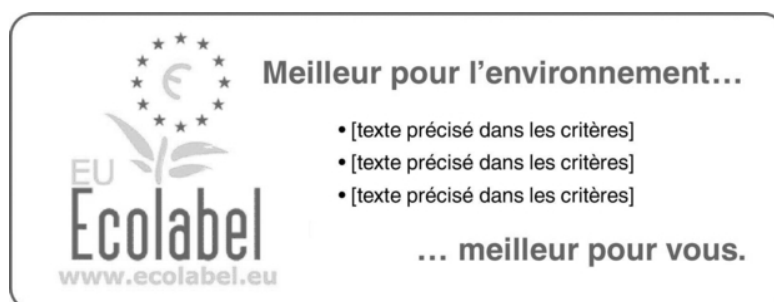 Meilleur pour l'environnement…
• [texte précisé dans les critères]
• [texte précisé dans les critères]
• [texte précisé dans les critères]
… meilleur pour vous.
EU
Ecolabel
www.ecolabel.eu